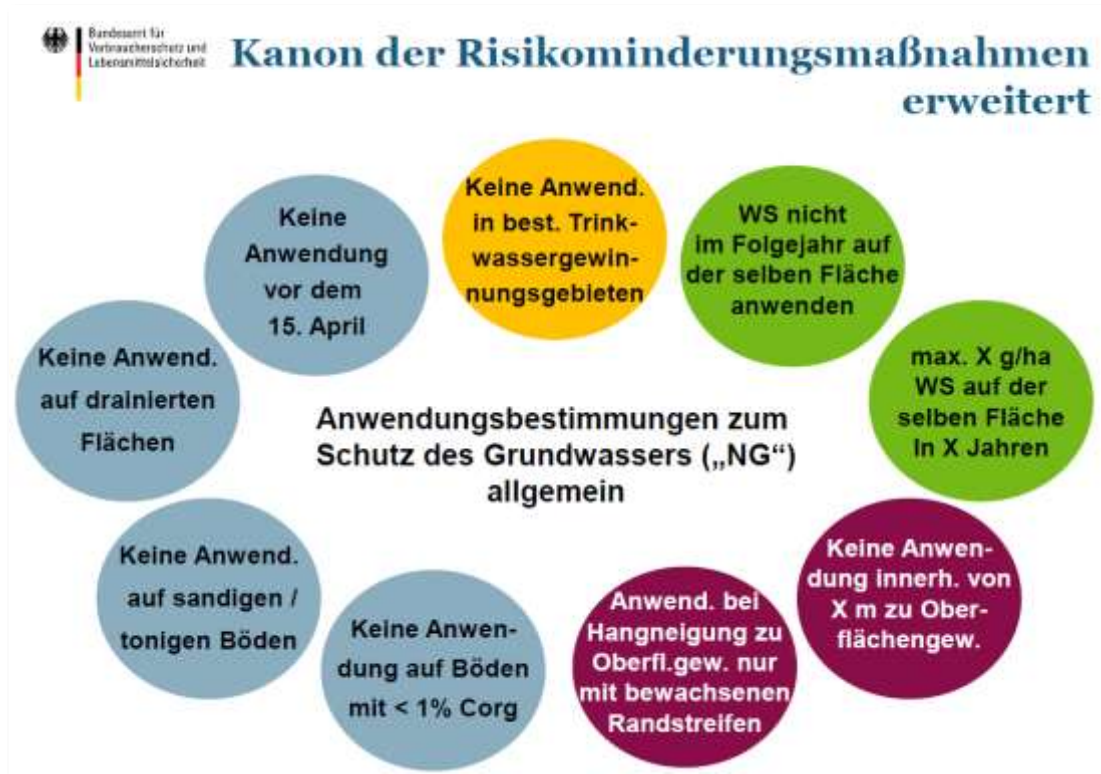 Bundesamt für
Verbraucherschutz und
Lebensmittelsicherheit
Kanon der Risikominderungsmaßnahmen
erweitert
Keine Anwend.
in best. Trink-
wassergewin-
nungsgebieten
Keine
Anwendung
vor dem
15. April
WS nicht
im Folgejahr auf
der selben Fläche
anwenden
Keine Anwend.
auf drainierten
Flächen
max. X g/ha
WS auf der
selben Fläche
In X Jahren
Anwendungsbestimmungen zum
Schutz des Grundwassers („NG“)
allgemein
Keine Anwend.
auf sandigen /
tonigen Böden
Keine Anwen-
dung auf Böden
mit < 1% Corg
Anwend. bei
Hangneigung zu
Oberfl.gew. nur
mit bewachsenen
Randstreifen
Keine Anwen-
dung innerh. von
X m zu Ober-
flächengew.